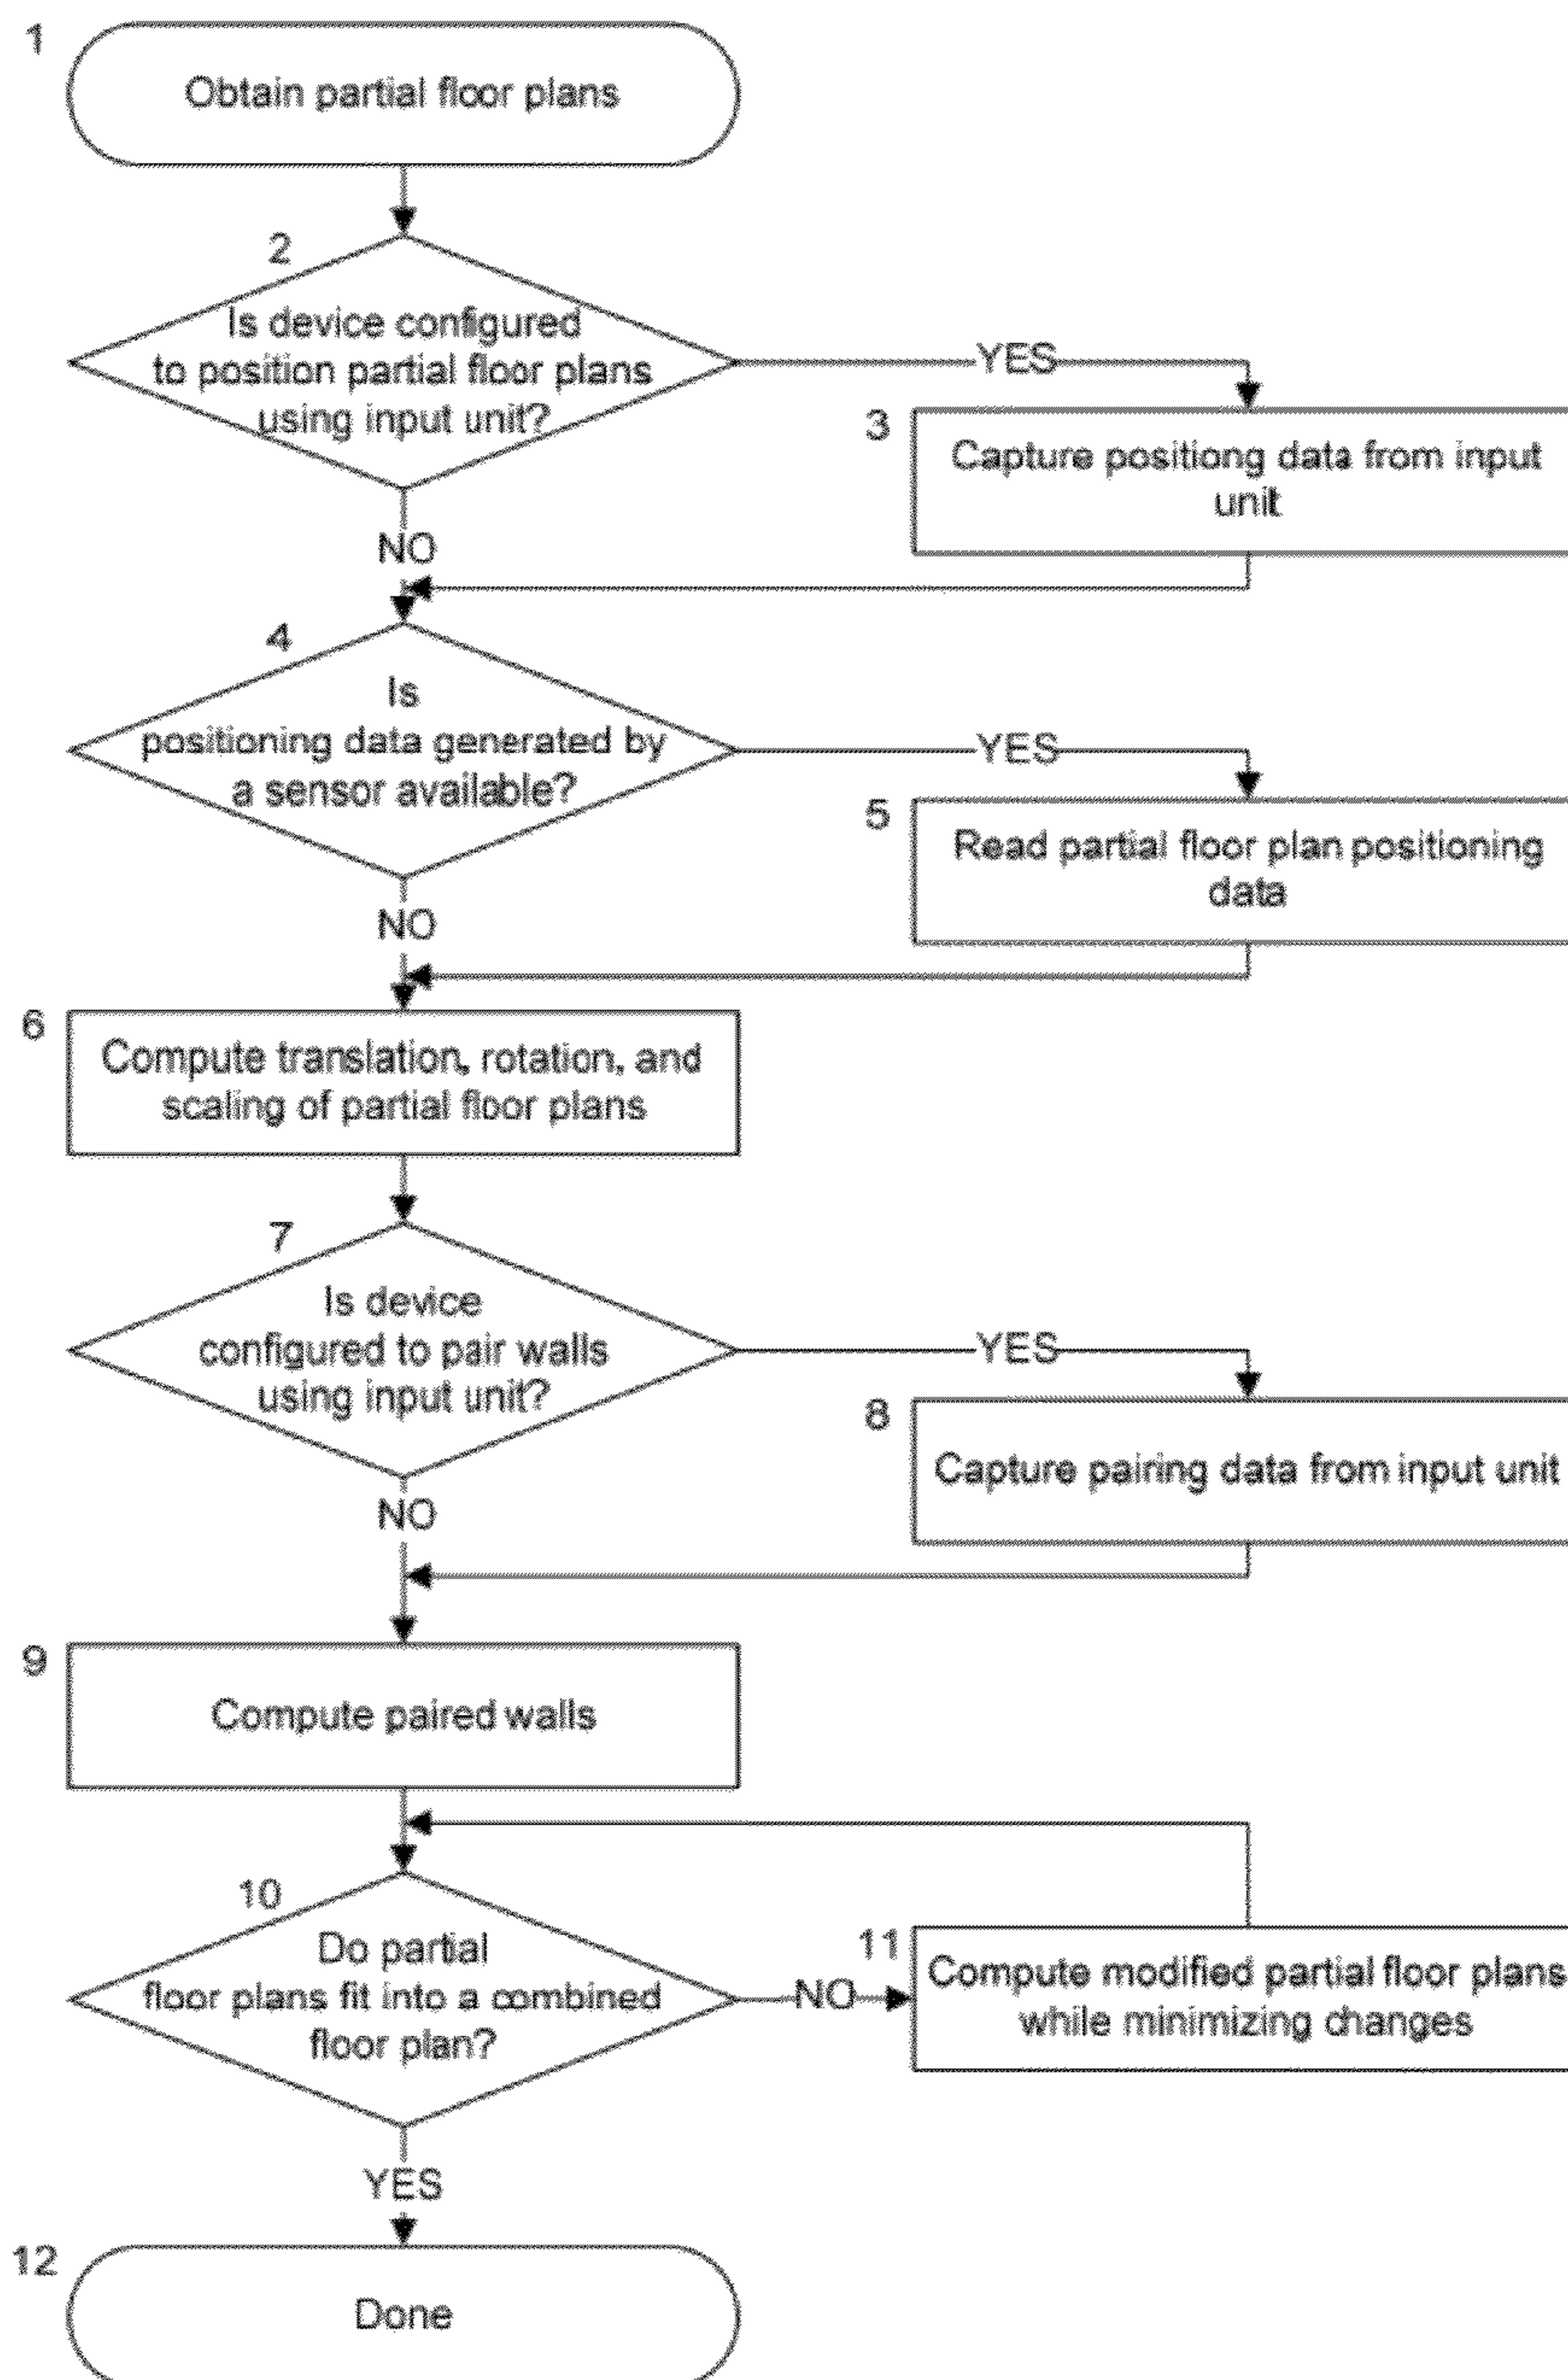 1
Obtain partial floor plans
2
Is device configured
to position partial floor plans
using input unit?
YES
3
Capture positiong data from input
unit
NO
4
Is
positioning data generated by
a sensor available?
YES
5
Read partial floor plan positioning
data
NO
6
Compute translation, rotation, and
scaling of partial floor plans
7
Is device
configured to pair walls
using input unit?
YES
8
Capture pairing data from input unit
NO
9
Compute paired walls
10
Do partial
floor plans fit into a combined
floor plan?
NO
11
Compute modified partial floor plans
while minimizing changes
YES
12
Done